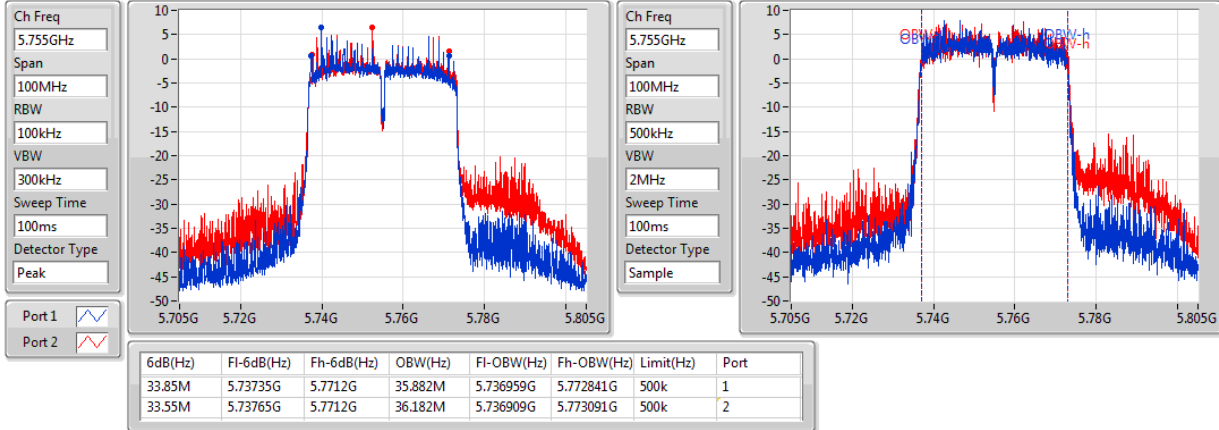 Ch Freq
5.755GHz
Span
100MHz
RBW
100kHz
VBW
300kHz
Sweep Time
100ms
Detector Type
Peak
Port 1
Port 2
10
5
0
-5
-10
-15
-20
-25
-30
-35
-40
-45
-50
5.705G 5.72G 5.74G 5.76G 5.78G 5.805G
Ch Freq
5.755GHz
Span
100MHz
RBW
500kHz
VBW
2MHz
Sweep Time
100ms
Detector Type
Sample
10
5
0
-5
-10
-15
-20
-25
-30
-35
-40
-45
-50
OBW-h
5.705G 5.72G 5.74G 5.76G 5.78G 5.805G
6dB(Hz) Fl-6dB(Hz) Fh-6dB(Hz) OBW(Hz) Fl-OBW(Hz) Fh-OBW(Hz) Limit(Hz) Port
33.85M 5.73735G 5.7712G 35.882M 5.736959G 5.772841G 500k 1
33.55M 5.73765G 5.7712G 36.182M 5.736909G 5.773091G 500k 2